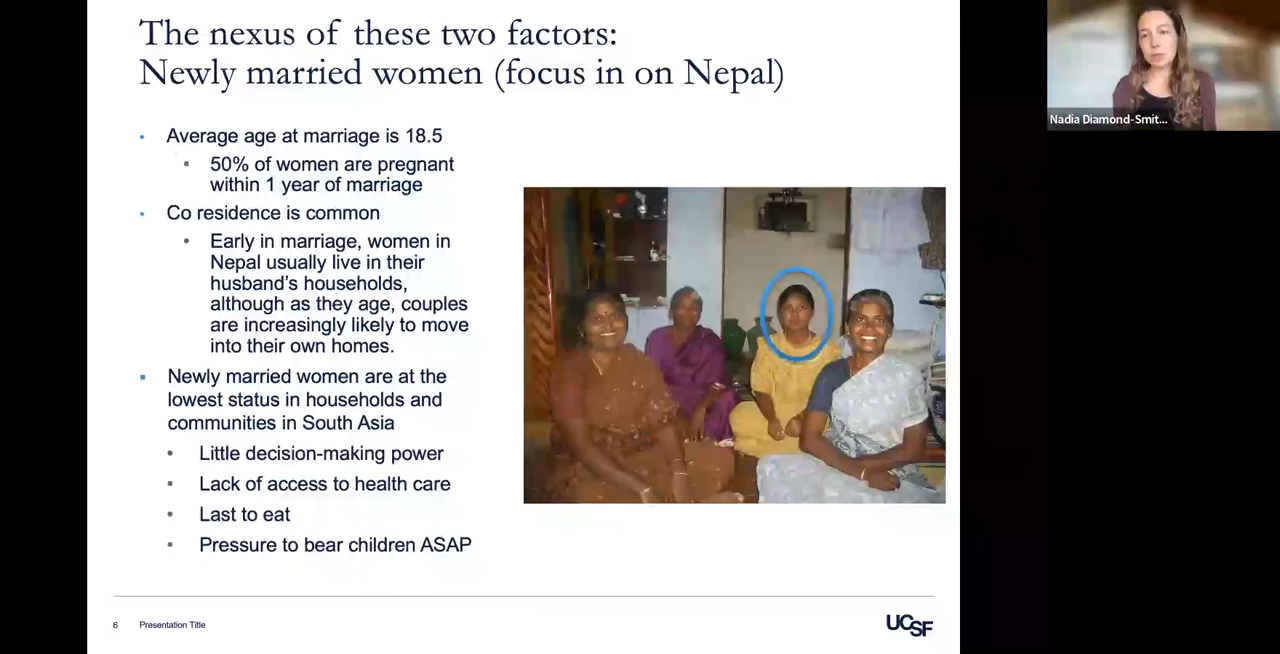 The nexus of these two factors:
Newly married women (focus in on Nepal)
Average age at marriage is 18.5
50% of women are pregnant
within 1 year of marriage
Co residence is common
Early in marriage, women in
Nepal usually live in their
husband's households,
although as they age, couples
are increasingly likely to move
into their own homes.
Newly married women are at the
lowest status in households and
communities in South Asia
Little decision-making power
Lack of access to health care
Last to eat
Pressure to bear children ASAP
6 Presentation Title
UCSF
Nadia Diamond-Smit...